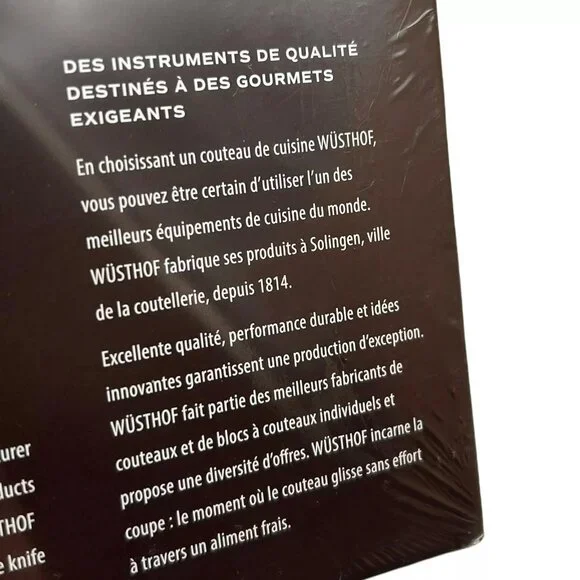 DES INSTRUMENTS DE QUALITÉ
DESTINÉS À DES GOURMETS
EXIGEANTS
En choisissant un couteau de cuisine WÜSTHOF,
vous pouvez être certain d'utiliser l'un des
meilleurs équipements de cuisine du monde.
WÜSTHOF fabrique ses produits à Solingen, ville
de la coutellerie, depuis 1814.
Excellente qualité, performance durable et idées
innovantes garantissent une production d'exception.
WÜSTHOF fait partie des meilleurs fabricants de
couteaux et de blocs à couteaux individuels et
propose une diversité d'offres. WÜSTHOF incarne la
coupe : le moment où le couteau glisse sans effort
à travers un aliment frais.
urer
ducts
STHOF
e knife